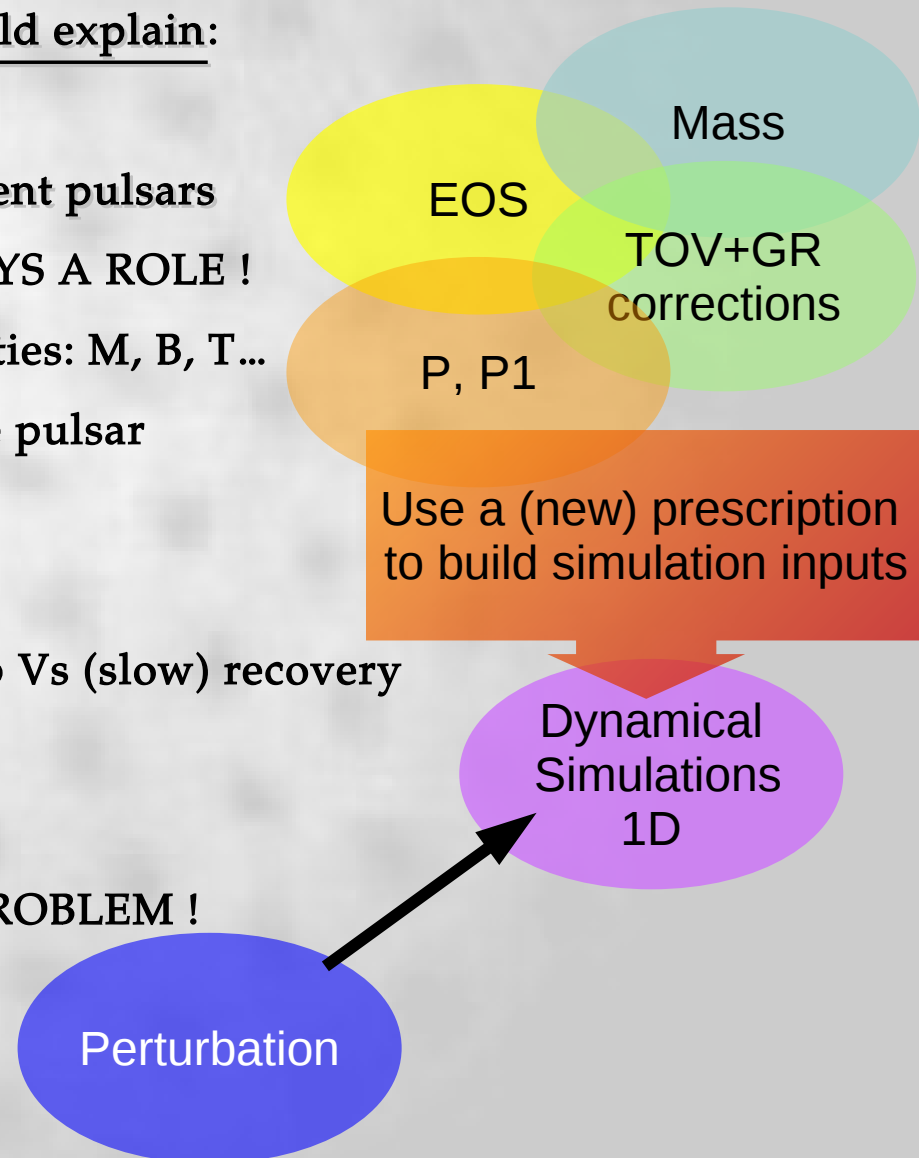 ld explain:
ent pulsars
YS A ROLE !
ties: M, B, T...
pulsar
Vs (slow) recovery
ROBLEM !
Mass
EOS
TOV+GR
corrections
P, P1
Use a (new) prescription
to build simulation inputs
Dynamical
Simulations
1D
Perturbation